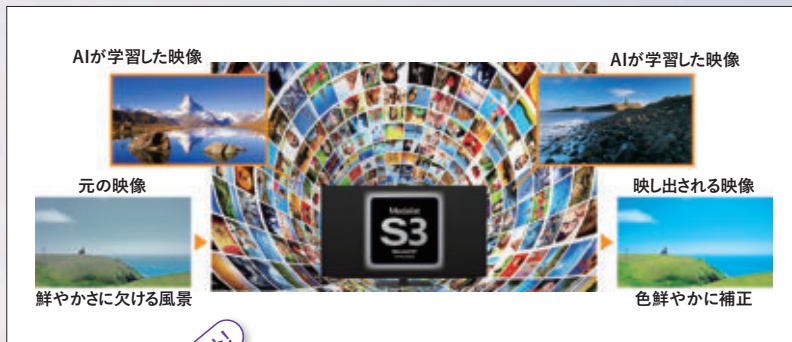 AIが学習した映像
AIが学習した映像
元の映像
映し出される映像
Medalist
S3
鮮やかさに欠ける風景
色鮮やかに補正